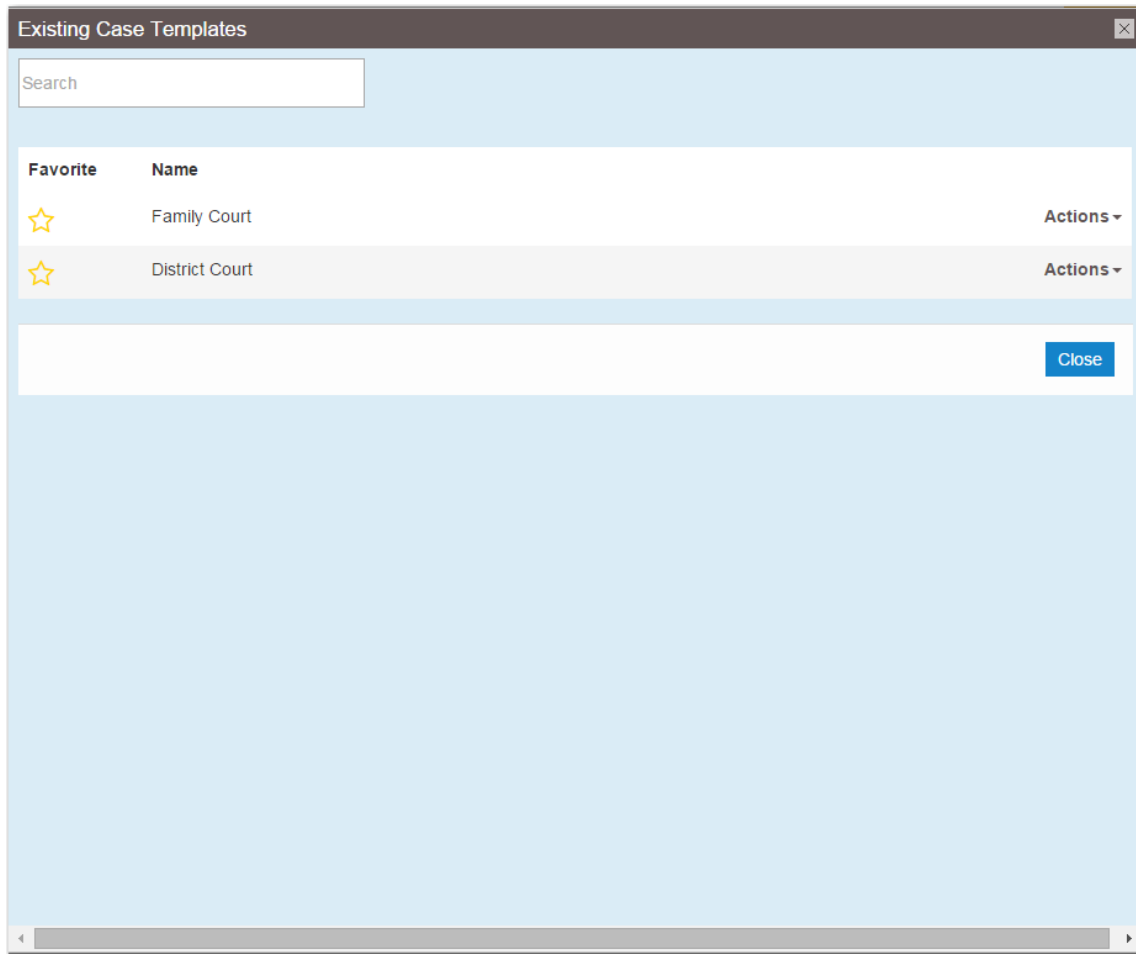 Existing Case Templates
Search
Favorite Name
Family Court Actions
District Court Actions
Close